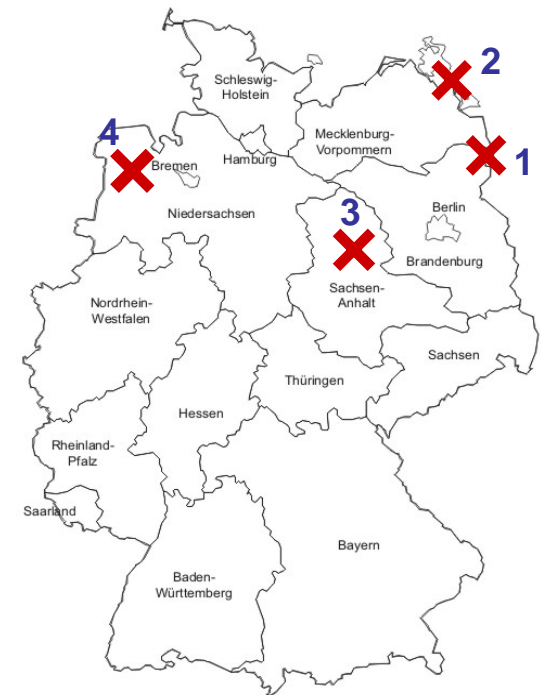 2
Schleswig-
Holstein
4
Mecklenburg-
Vorpommern
Hamburg
1
Bremen
Berlin
3
Niedersachsen
Brandenburg
Sachsen-
Anhalt
Nordrhein-
Westfalen
Sachsen
Thüringen
Hessen
Rheinland-
Pfalz
Saarland
Bayern
Baden-
Württemberg